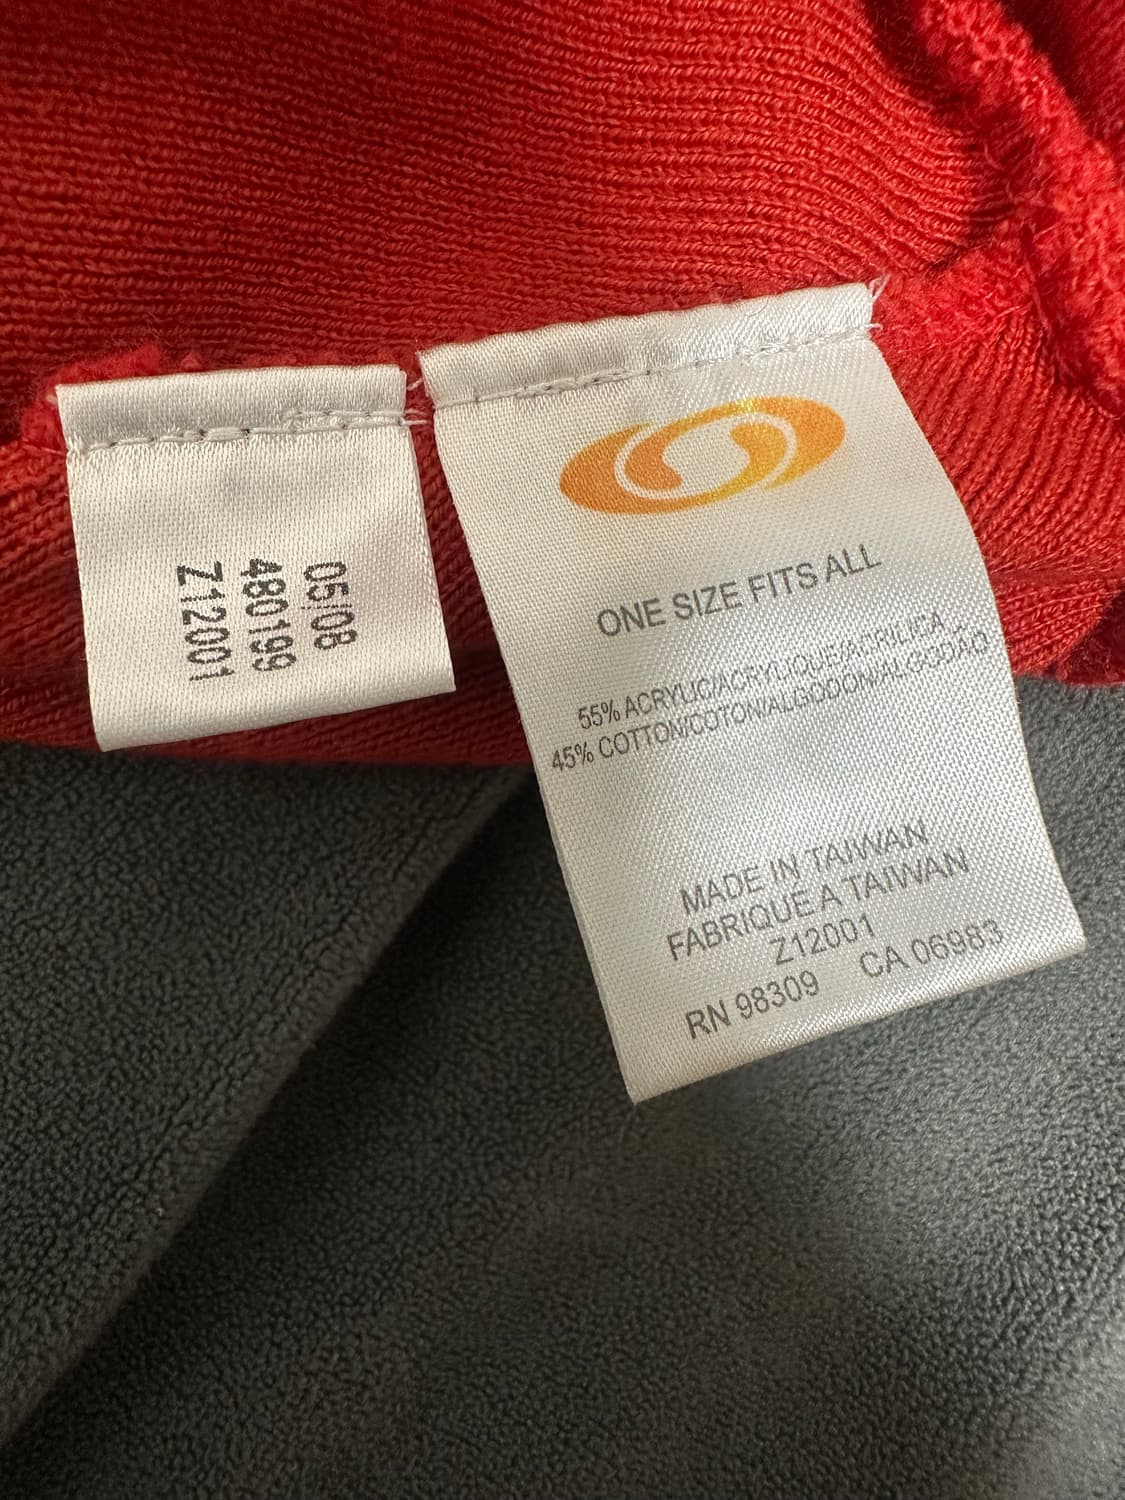 05/08
480199
Z12001
ONE SIZE FITS ALL
55% ACRYLIC/ACRYLIQUE/ACRILICA
45% COTTON/COTON/ALGODON/ALGODÃO
MADE IN TAIWAN
FABRIQUÉ A TAIWAN
Z12001
RN 98309 CA 06983